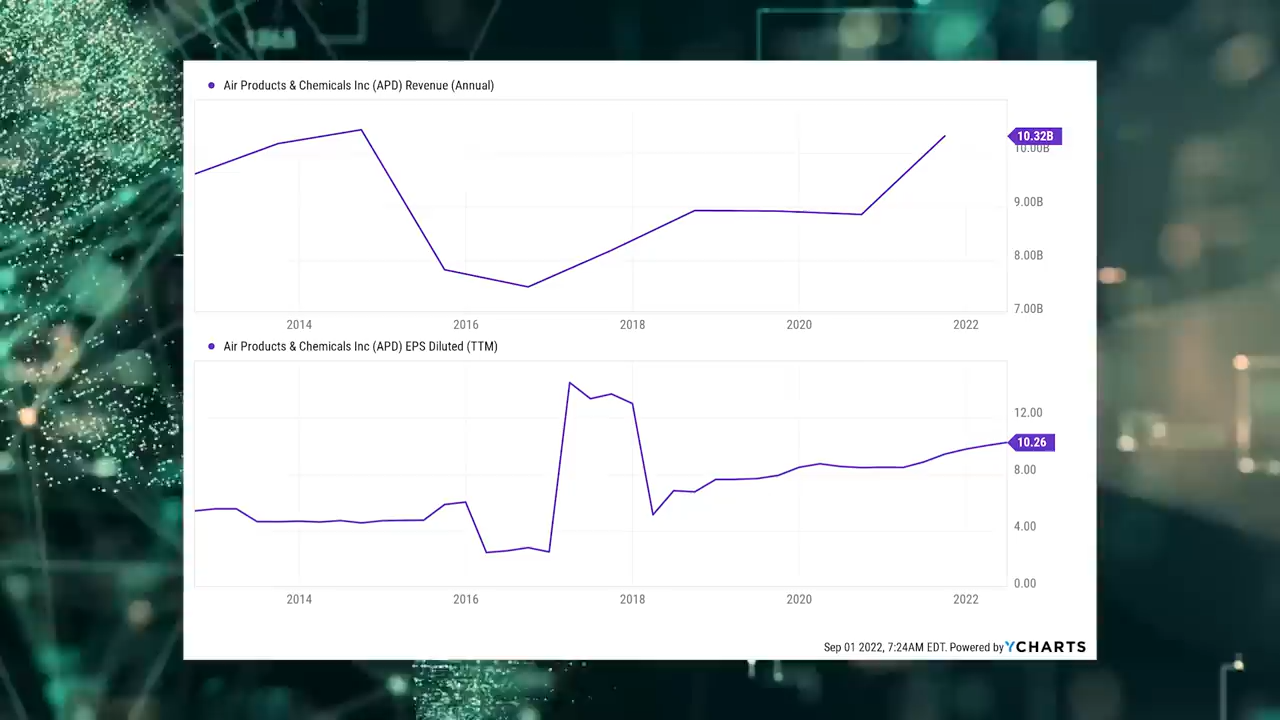 Air Products & Chemicals Inc (APD) Revenue (Annual)
10.32B
10.00B
9.00B
8.00B
7.00B
2014 2016 2018 2020 2022
Air Products & Chemicals Inc (APD) EPS Diluted (TTM)
12.00
10.26
8.00
4.00
0.00
2014 2016 2018 2020 2022
Sep 01 2022, 7:24AM EDT. Powered by YCHARTS